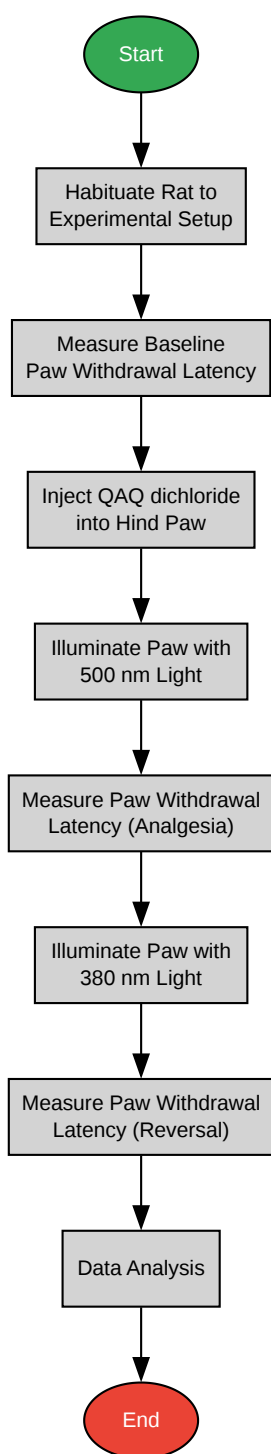 Start
Habituate Rat to
Experimental Setup
Measure Baseline
Paw Withdrawal Latency
Inject QAQ dichloride
into Hind Paw
Illuminate Paw with
500 nm Light
Measure Paw Withdrawal
Latency (Analgesia)
Illuminate Paw with
380 nm Light
Measure Paw Withdrawal
Latency (Reversal)
Data Analysis
End